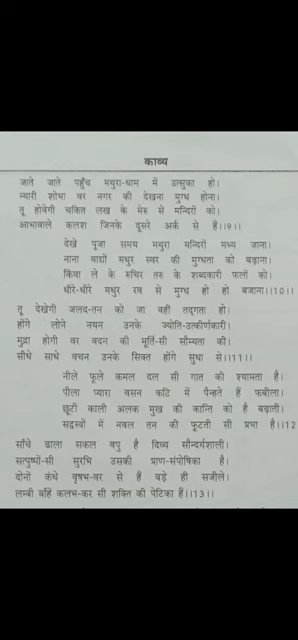 काव्य
जाते जाते पहुँच मथुरा-धाम में उत्सुका हो।
न्यारी शोभा वर नगर की देखना मुग्ध होना।
तू होवेगी चकित लख के मेरु से मन्दिरों को।
आभावाले कलश जिनके दूसरे अर्क से हैं।।9।।
देखे पूजा समय मथुरा मन्दिरों मध्य जाना।
नाना वाद्यों मधुर स्वर की मुग्धता को बढ़ाना।
किंवा ले के रुचिर तरु के शब्दकारी फलों को।
धीरे-धीरे मधुर रव से मुग्ध हो हो बजाना।।10।।
तू देखेगी जलद-तन को जा वहीं तद्गता हो।
होंगे लोने नयन उनके ज्योति-उत्कीर्णकारी।
मुद्रा होगी वर वदन की मूर्ति-सी सौम्यता की।
सीधे साधे वचन उनके सिक्त होंगे सुधा से।।11।।
नीले फूले कमल दल सी गात की श्यामता है।
पीला प्यारा वसन कटि में पैन्हते हैं फबीला।
छूटी काली अलक मुख की कान्ति को है बढ़ाती।
सद्वस्त्रों में नवल तन की फूटती सी प्रभा है।।12
साँचे ढाला सकल वपु है दिव्य सौन्दर्यशाली।
सत्पुष्पों-सी सुरभि उसकी प्राण-संपोषिका है।
दोनों कंधे वृषभ-वर से हैं बड़े ही सजीले।
लम्बी बाँहें कलभ-कर सी शक्ति की पेटिका हैं।।13।।